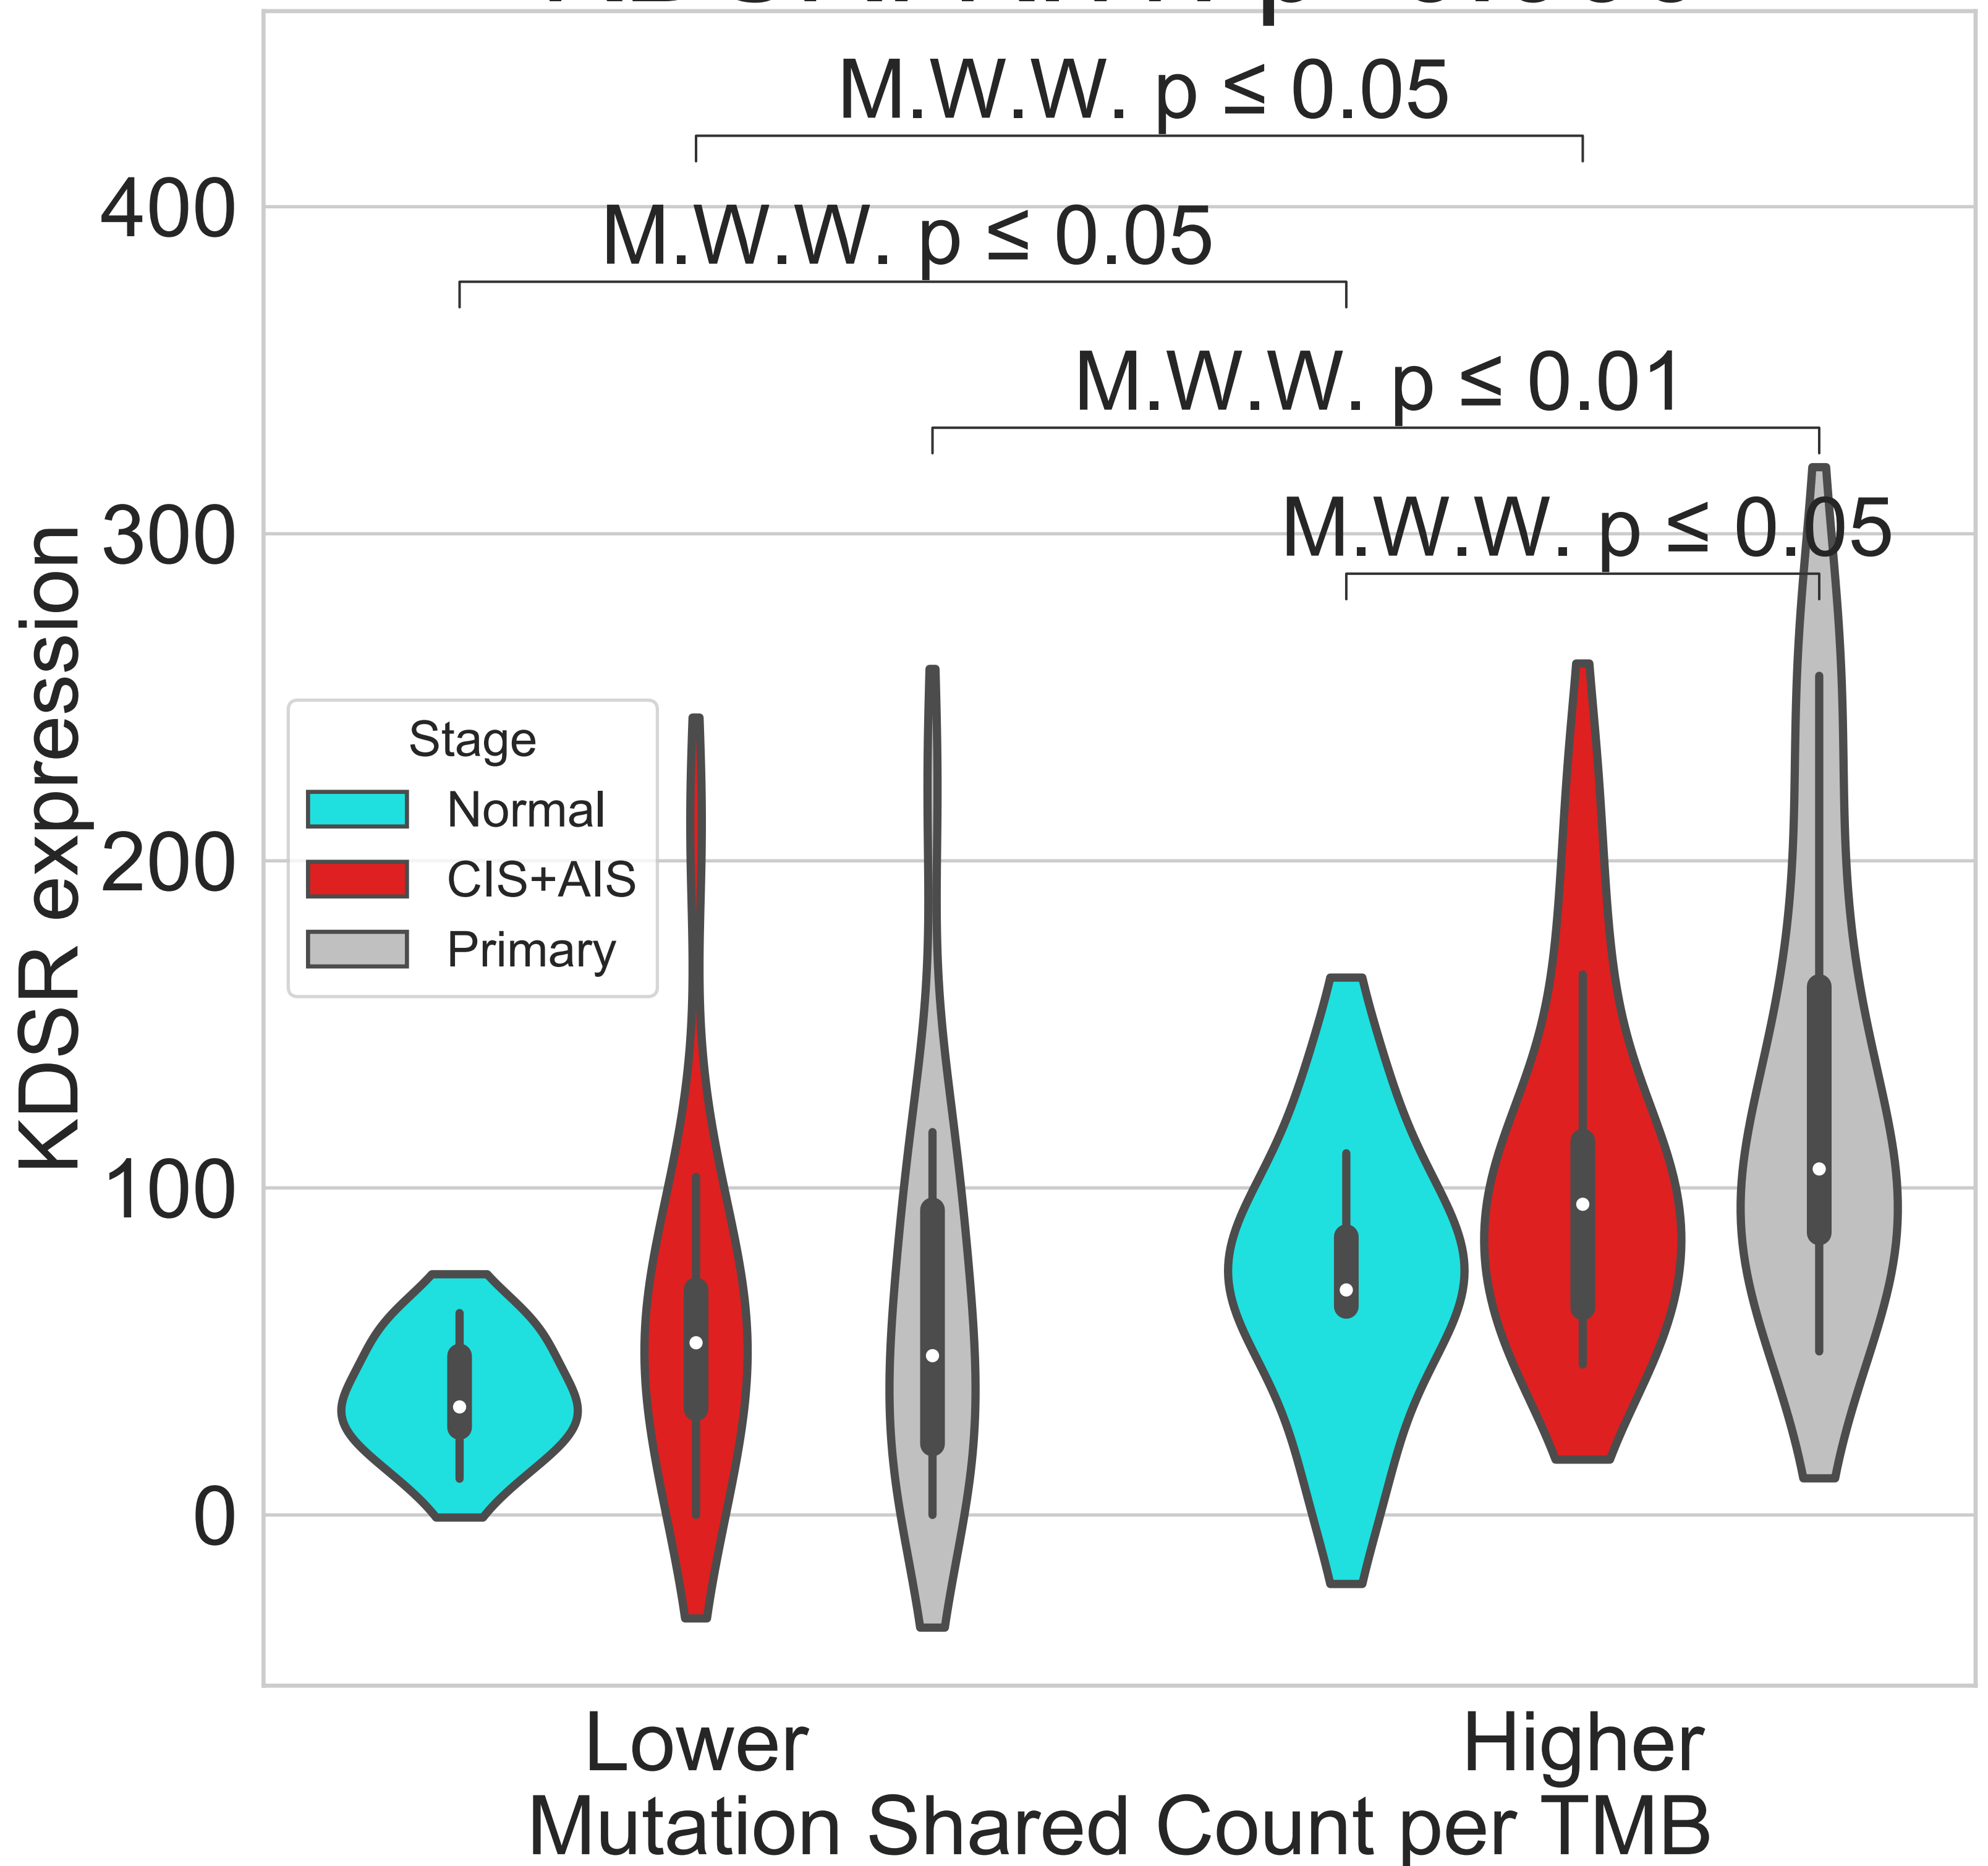 M.W.W. p ≤ 0.05
400
M.W.W. p ≤ 0.05
M.W.W. p ≤ 0.01
300
M.W.W. p ≤ 0.05
KDSR expression
Stage
Normal
CIS+AIS
Primary
200
100
0
Lower
Higher
Mutation Shared Count per TMB